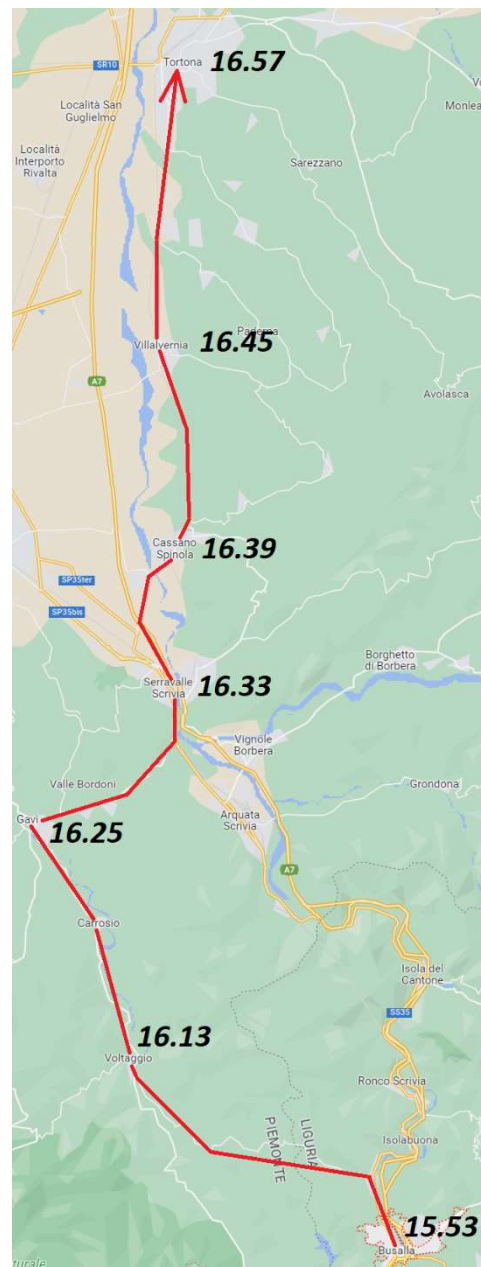 Tortona 16.57
SR10
Località San
Guglielmo
Monlea
Località
Interporto
Rivalta
Sarezzano
Villalvernia 16.45
Paderna
A7
Avolasca
Cassano
Spinola 16.39
SP35ter
SP35bis
Borghetto
di Borbera
Serravalle
Scrivia 16.33
Vignole
Borbera
Valle Bordoni
Grondona
Gavi
16.25
Arquata
Scrivia
A7
Carrosio
Isola del
Cantone
SS35
16.13
Voltaggio
Ronco Scrivia
Isolabuona
PIEMONTE
LIGURIA
15.53
Busalla
turale